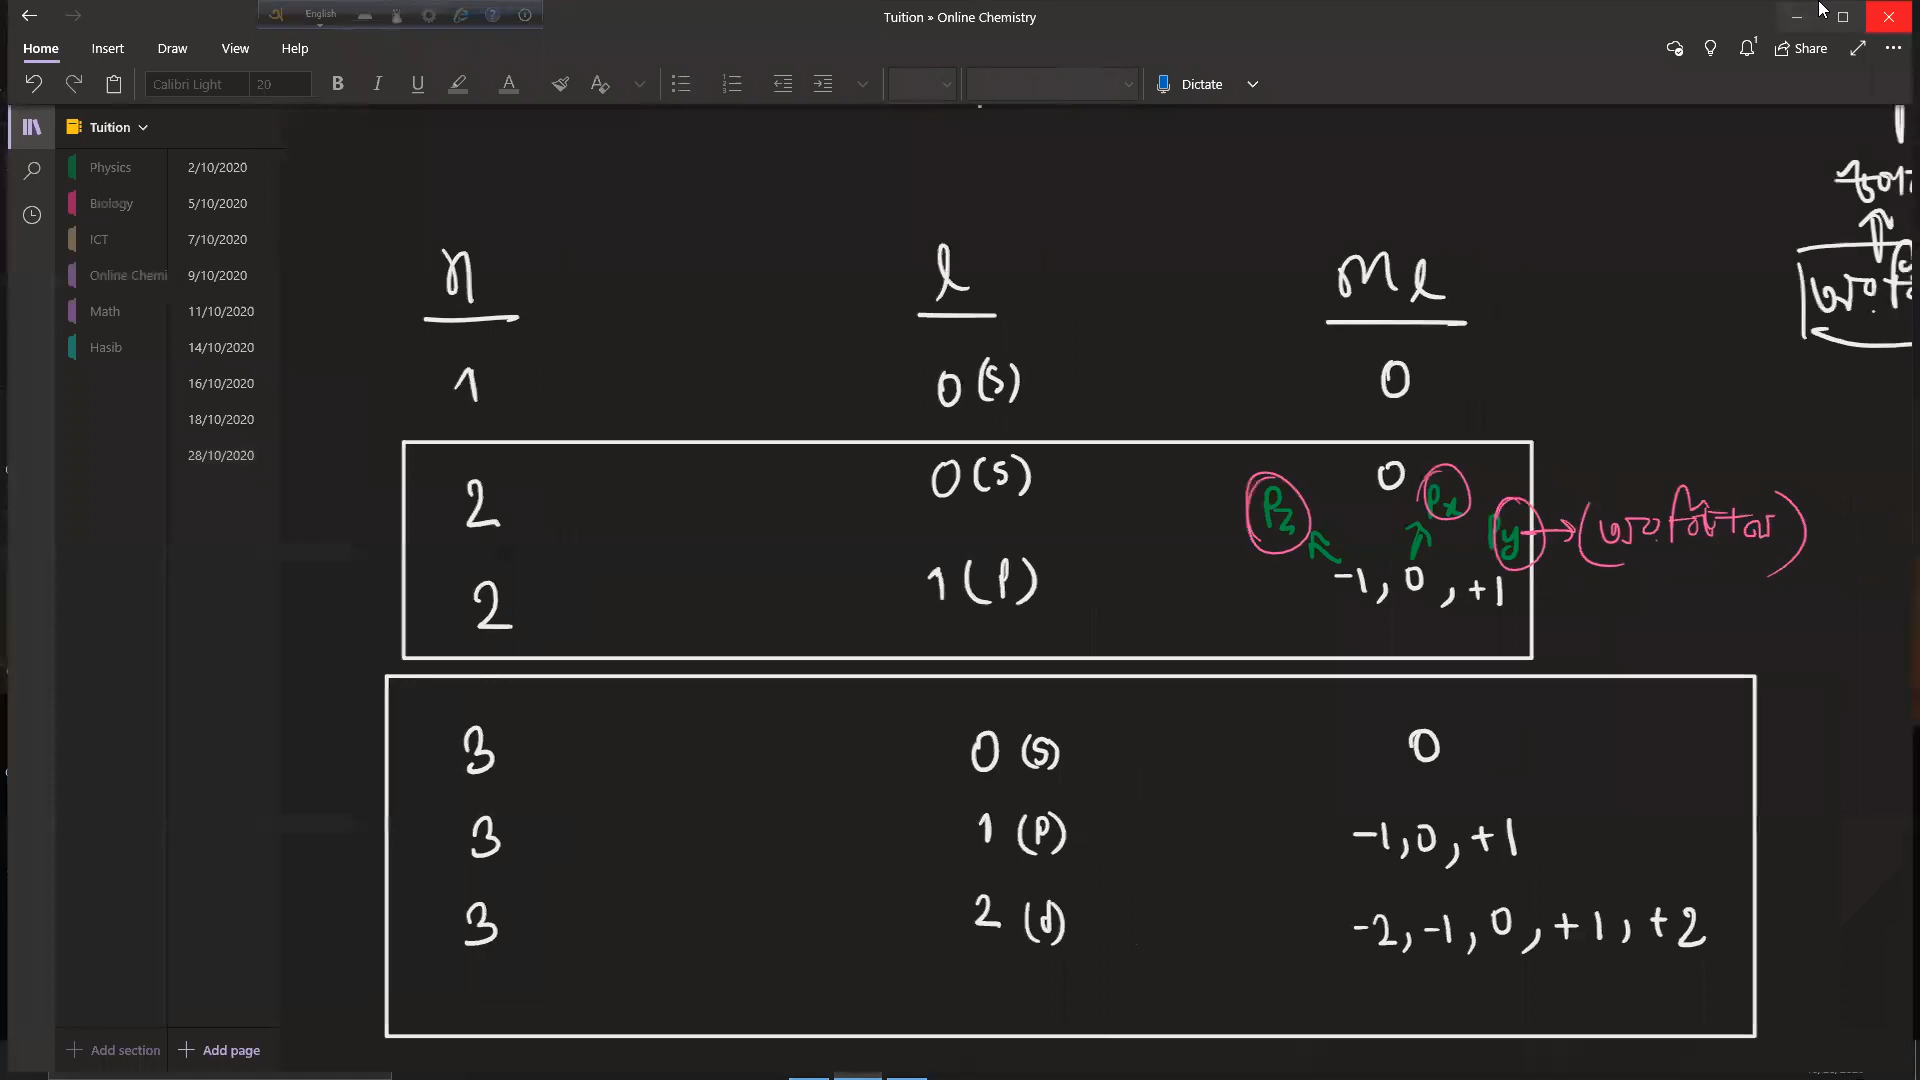 English
Tuition » Online Chemistry
Home Insert Draw View Help
1
Share
Calibri Light 20 B I U A
Dictate
Tuition
Physics 2/10/2020
Biology 5/10/2020
ICT 7/10/2020
Online Chemi 9/10/2020
Math 11/10/2020
Hasib 14/10/2020
16/10/2020
18/10/2020
28/10/2020
n l ml
1 0 (s) 0
2 0 (s) 0
Pz Px Py
2 1 (P) -1, 0, +1
3 0 (s) 0
3 1 (P) -1, 0, +1
3 2 (d) -2, -1, 0, +1, +2
Add section Add page